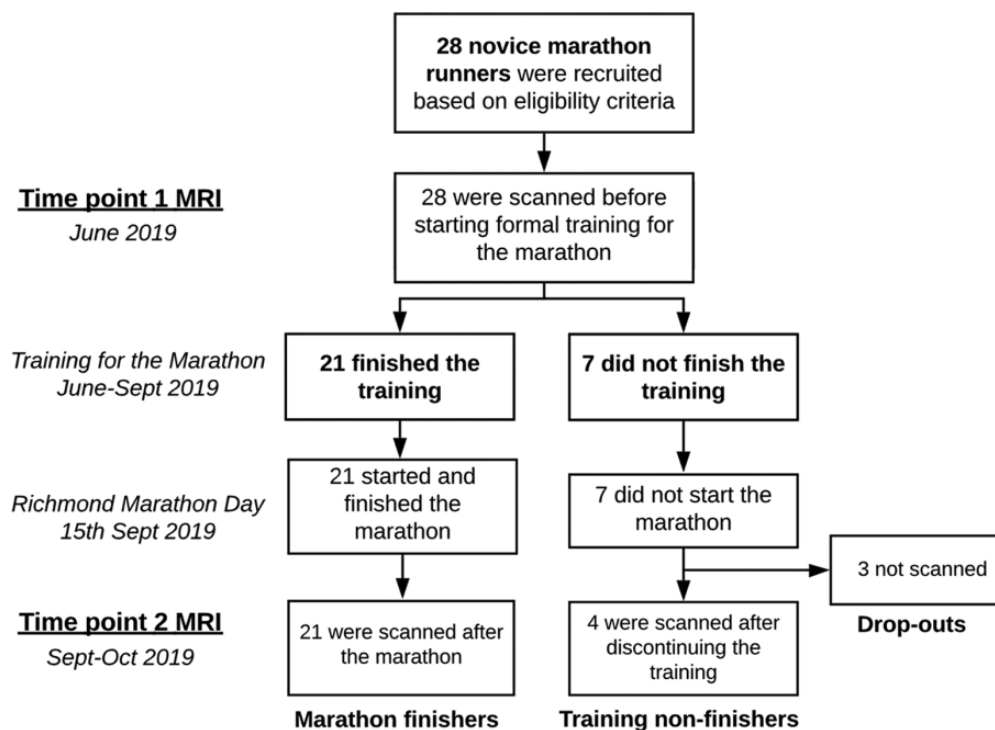 28 novice marathon
runners were recruited
based on eligibility criteria
Time point 1 MRI
June 2019
28 were scanned before
starting formal training for
the marathon
Training for the Marathon
June-Sept 2019
21 finished the
training
7 did not finish the
training
Richmond Marathon Day
15th Sept 2019
21 started and
finished the
marathon
7 did not start the
marathon
3 not scanned
Drop-outs
Time point 2 MRI
Sept-Oct 2019
21 were scanned after
the marathon
4 were scanned after
discontinuing the
training
Marathon finishers
Training non-finishers